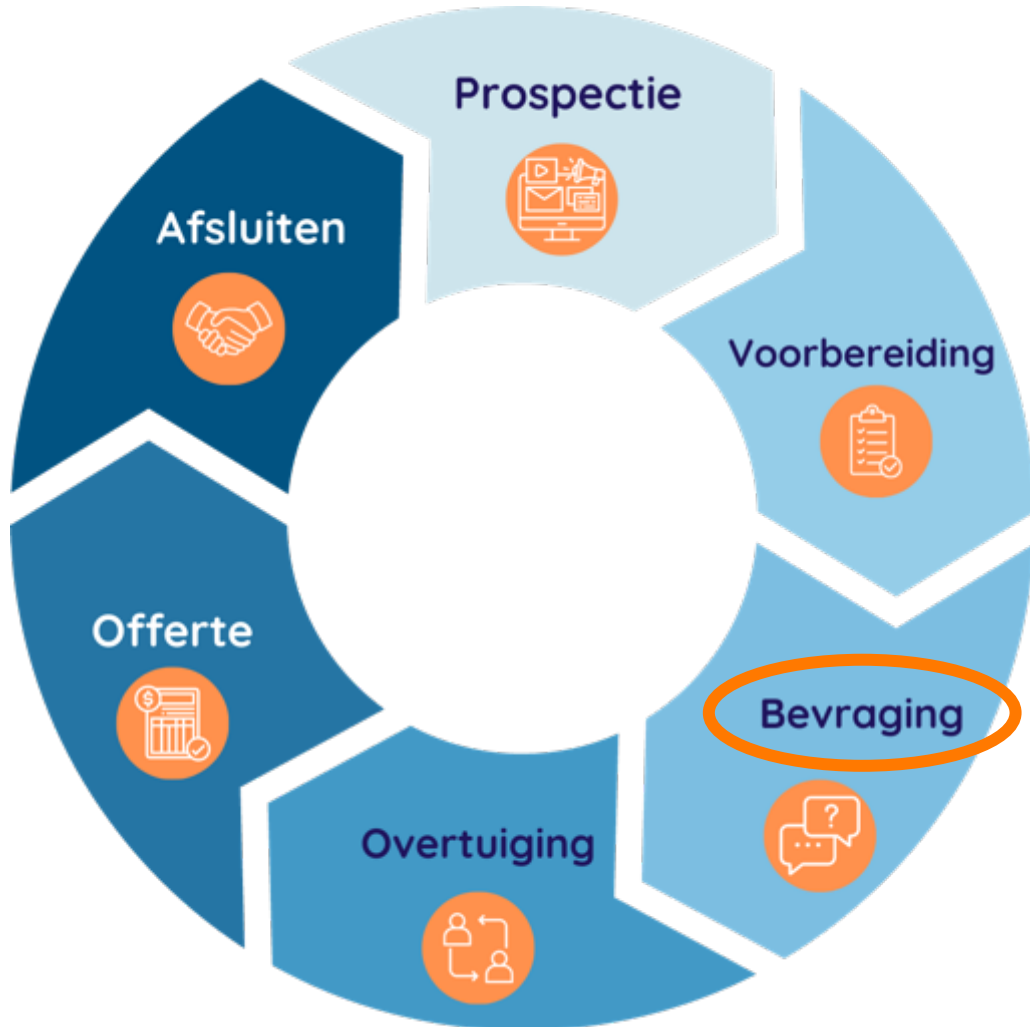 Prospectie
Voorbereiding
Bevraging
Overtuiging
Offerte
Afsluiten
$
?